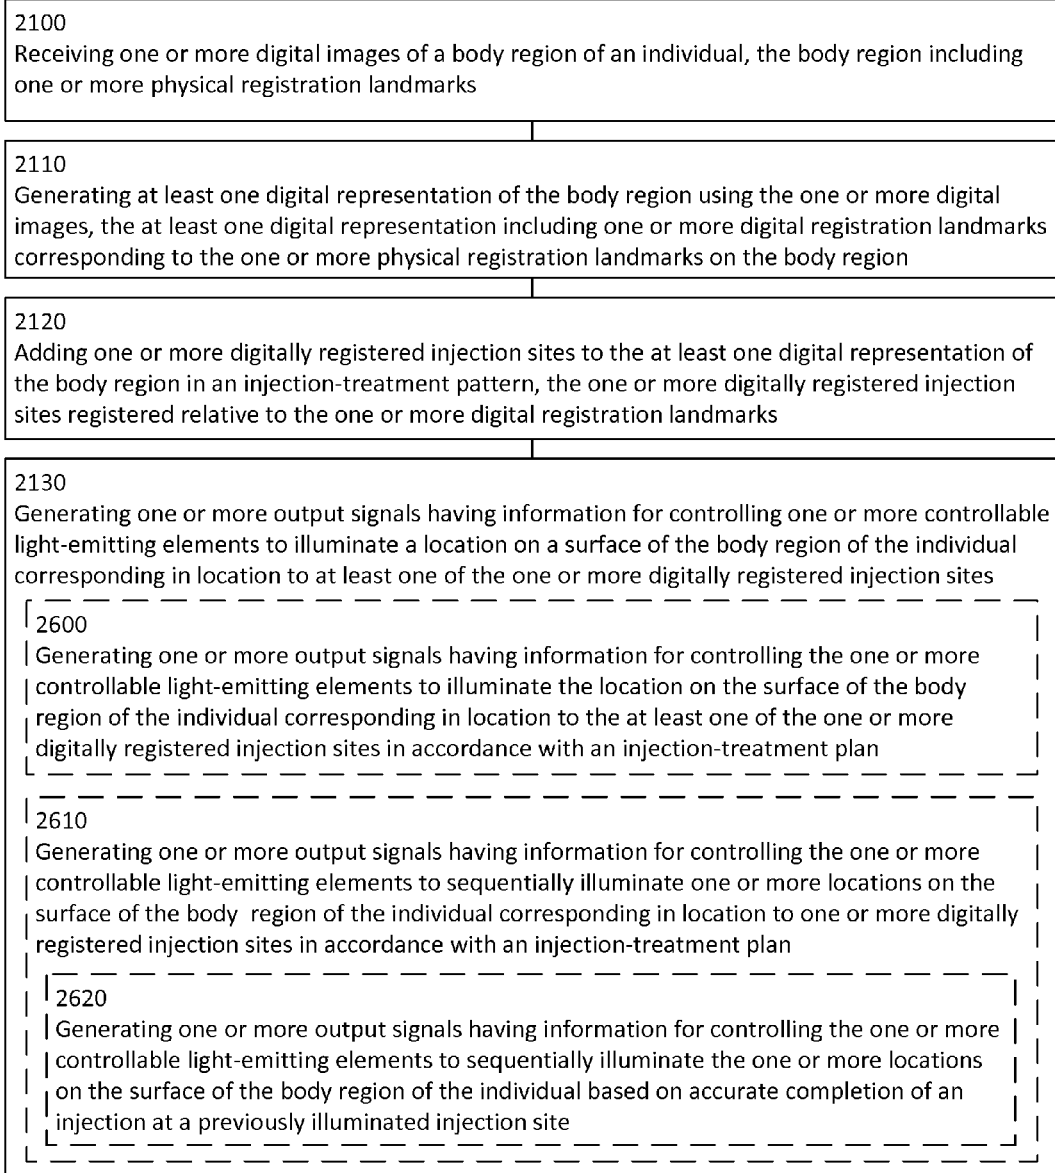 2100
Receiving one or more digital images of a body region of an individual, the body region including
one or more physical registration landmarks
2110
Generating at least one digital representation of the body region using the one or more digital
images, the at least one digital representation including one or more digital registration landmarks
corresponding to the one or more physical registration landmarks on the body region
2120
Adding one or more digitally registered injection sites to the at least one digital representation of
the body region in an injection-treatment pattern, the one or more digitally registered injection
sites registered relative to the one or more digital registration landmarks
2130
Generating one or more output signals having information for controlling one or more controllable
light-emitting elements to illuminate a location on a surface of the body region of the individual
corresponding in location to at least one of the one or more digitally registered injection sites
2600
Generating one or more output signals having information for controlling the one or more
controllable light-emitting elements to illuminate the location on the surface of the body
region of the individual corresponding in location to the at least one of the one or more
digitally registered injection sites in accordance with an injection-treatment plan
2610
Generating one or more output signals having information for controlling the one or more
controllable light-emitting elements to sequentially illuminate one or more locations on the
surface of the body region of the individual corresponding in location to one or more digitally
registered injection sites in accordance with an injection-treatment plan
2620
Generating one or more output signals having information for controlling the one or more
controllable light-emitting elements to sequentially illuminate the one or more locations
on the surface of the body region of the individual based on accurate completion of an
injection at a previously illuminated injection site